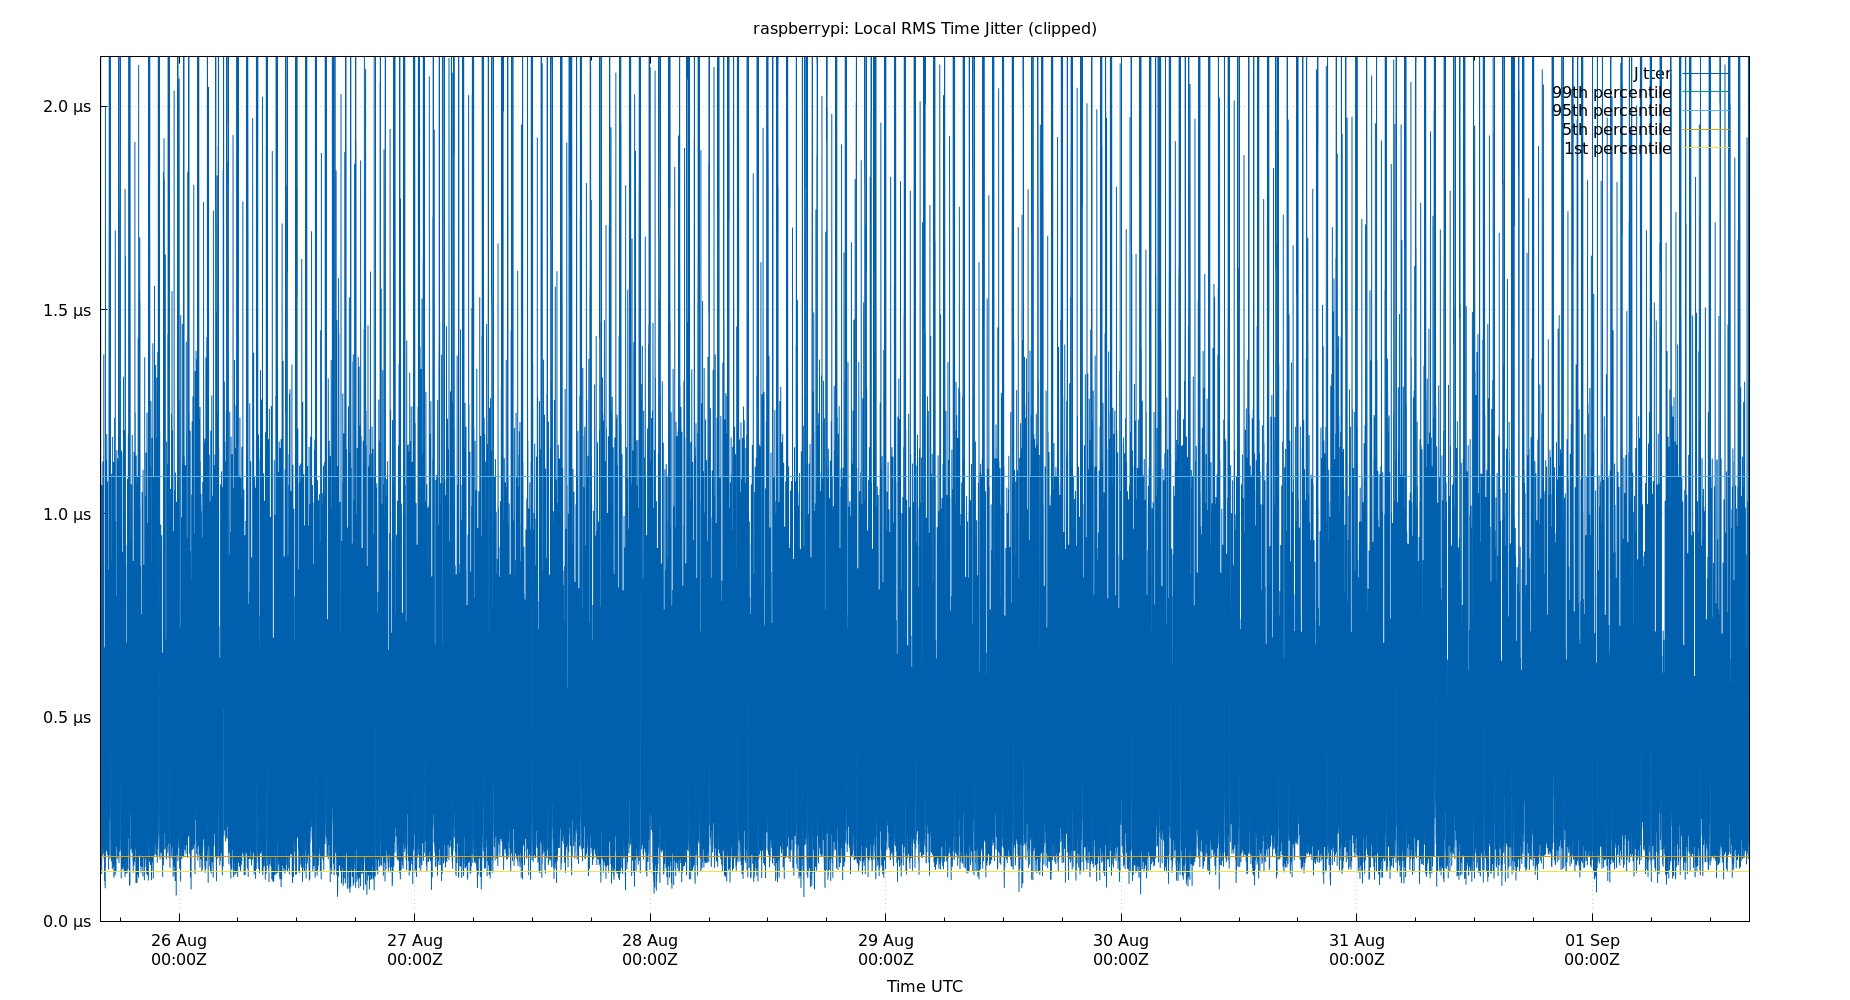 raspberrypi: Local RMS Time Jitter (clipped)
Jitter
99th percentile
95th percentile
5th percentile
1st percentile
2.0 µs
1.5 µs
1.0 µs
0.5 µs
0.0 µs
26 Aug 27 Aug 28 Aug 29 Aug 30 Aug 31 Aug 01 Sep
00:00Z 00:00Z 00:00Z 00:00Z 00:00Z 00:00Z 00:00Z
Time UTC